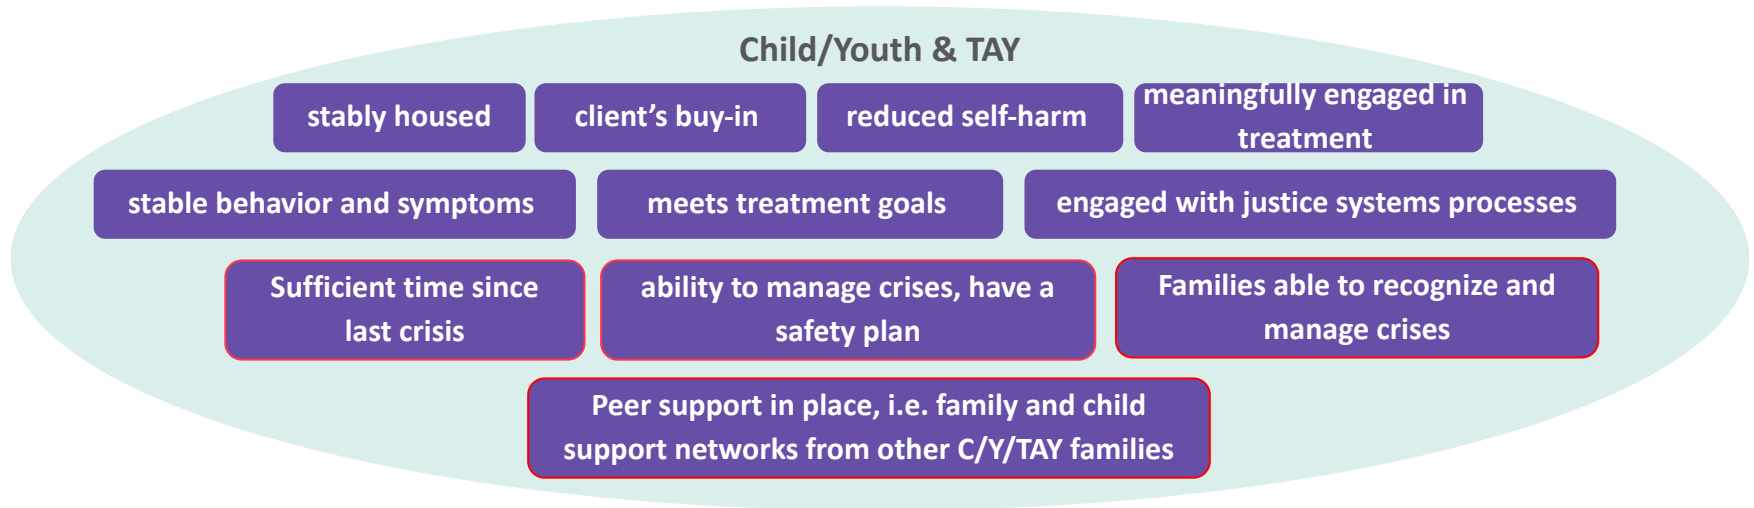 Child/Youth & TAY
stably housed
client’s buy-in
reduced self-harm
meaningfully engaged in
treatment
stable behavior and symptoms
meets treatment goals
engaged with justice systems processes
Sufficient time since
last crisis
ability to manage crises, have a
safety plan
Families able to recognize and
manage crises
Peer support in place, i.e. family and child
support networks from other C/Y/TAY families